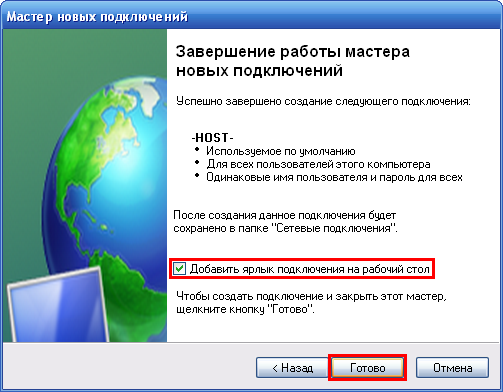 Мастер новых подключений
Завершение работы мастера
новых подключений
Успешно завершено создание следующего подключения:
-HOST-
• Используемое по умолчанию
• Для всех пользователей этого компьютера
• Одинаковые имя пользователя и пароль для всех
После создания данное подключения будет
сохранено в папке "Сетевые подключения".
Добавить ярлык подключения на рабочий стол
Чтобы создать подключение и закрыть этот мастер,
щелкните кнопку "Готово".
< Назад
Готово
Отмена